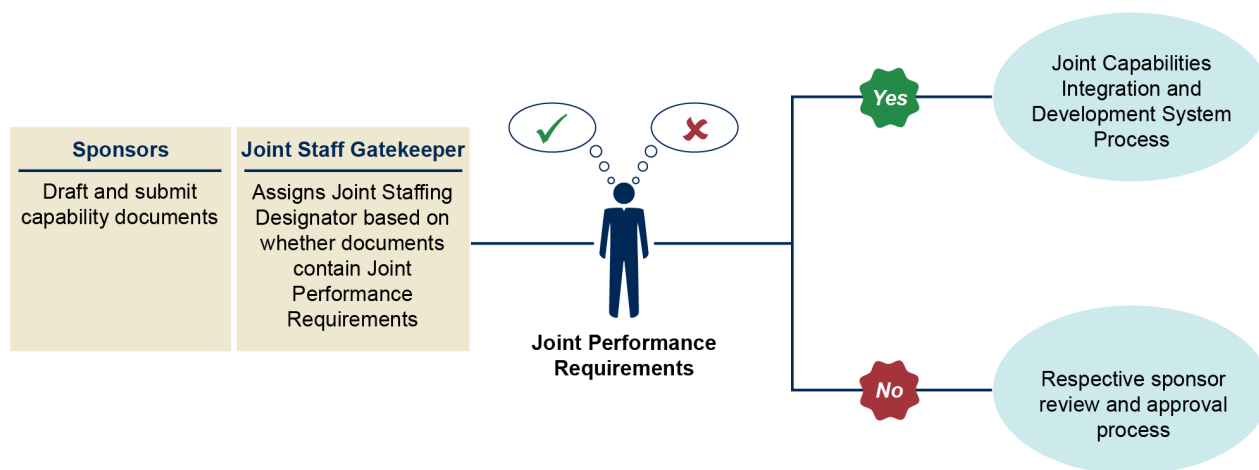 Sponsors
Draft and submit
capability documents
Joint Staff Gatekeeper
Assigns Joint Staffing
Designator based on
whether documents
contain Joint
Performance
Requirements
Joint Performance
Requirements
Yes
Joint Capabilities
Integration and
Development System
Process
No
Respective sponsor
review and approval
process